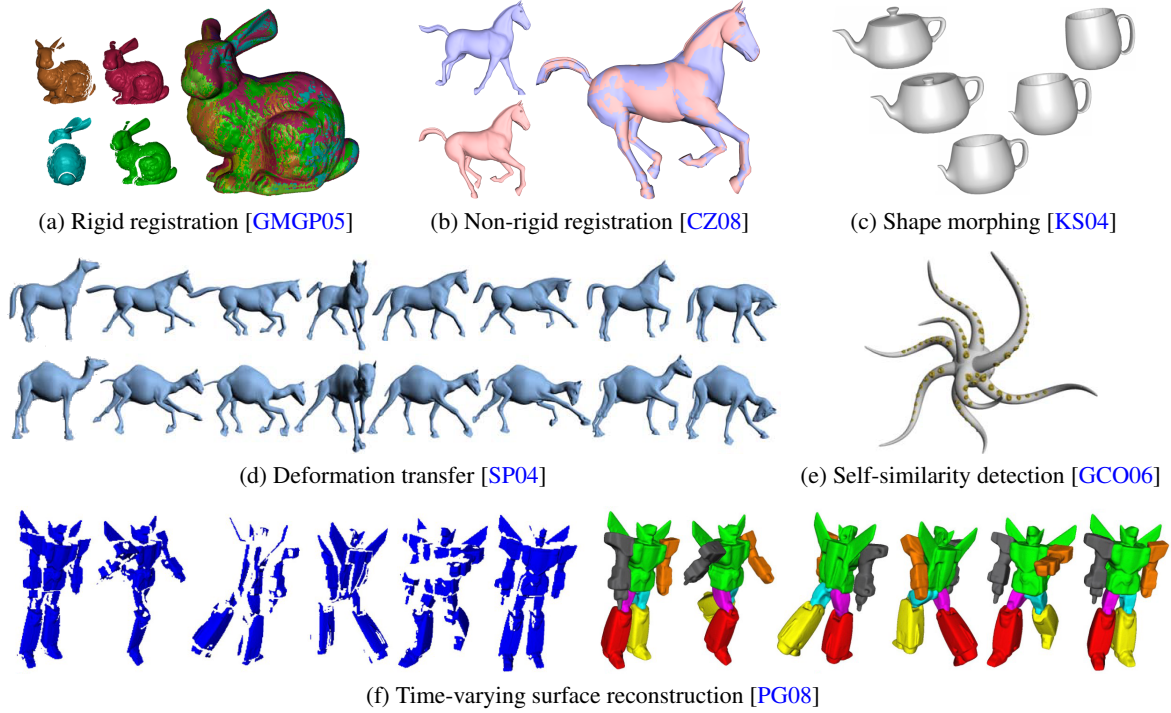 (a) Rigid registration [GMGP05]
(b) Non-rigid registration [CZ08]
(c) Shape morphing [KS04]
(d) Deformation transfer [SP04]
(e) Self-similarity detection [GCO06]
(f) Time-varying surface reconstruction [PG08]